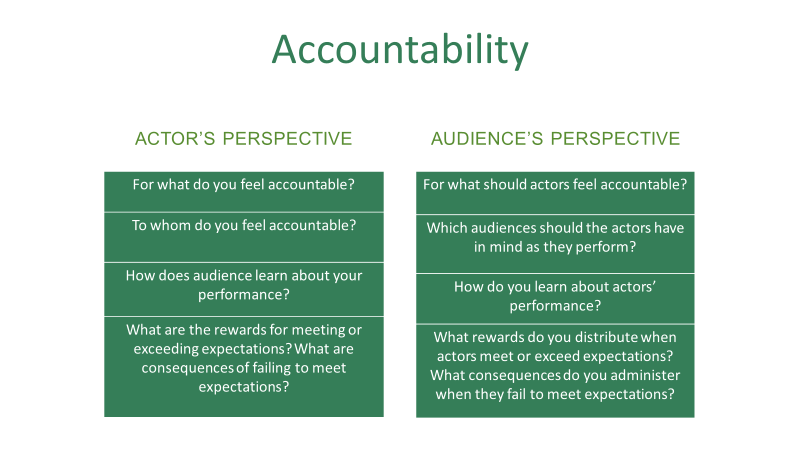 Accountability
ACTOR’S PERSPECTIVE
For what do you feel accountable?
To whom do you feel accountable?
How does audience learn about your
performance?
What are the rewards for meeting or
exceeding expectations? What are
consequences of failing to meet
expectations?
AUDIENCE’S PERSPECTIVE
For what should actors feel accountable?
Which audiences should the actors have
in mind as they perform?
How do you learn about actors’
performance?
What rewards do you distribute when
actors meet or exceed expectations?
What consequences do you administer
when they fail to meet expectations?